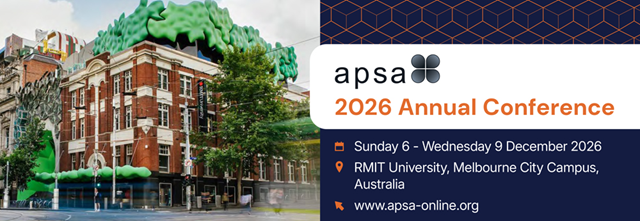 apsa
2026 Annual Conference
Sunday 6 - Wednesday 9 December 2026
RMIT University, Melbourne City Campus,
Australia
www.apsa-online.org